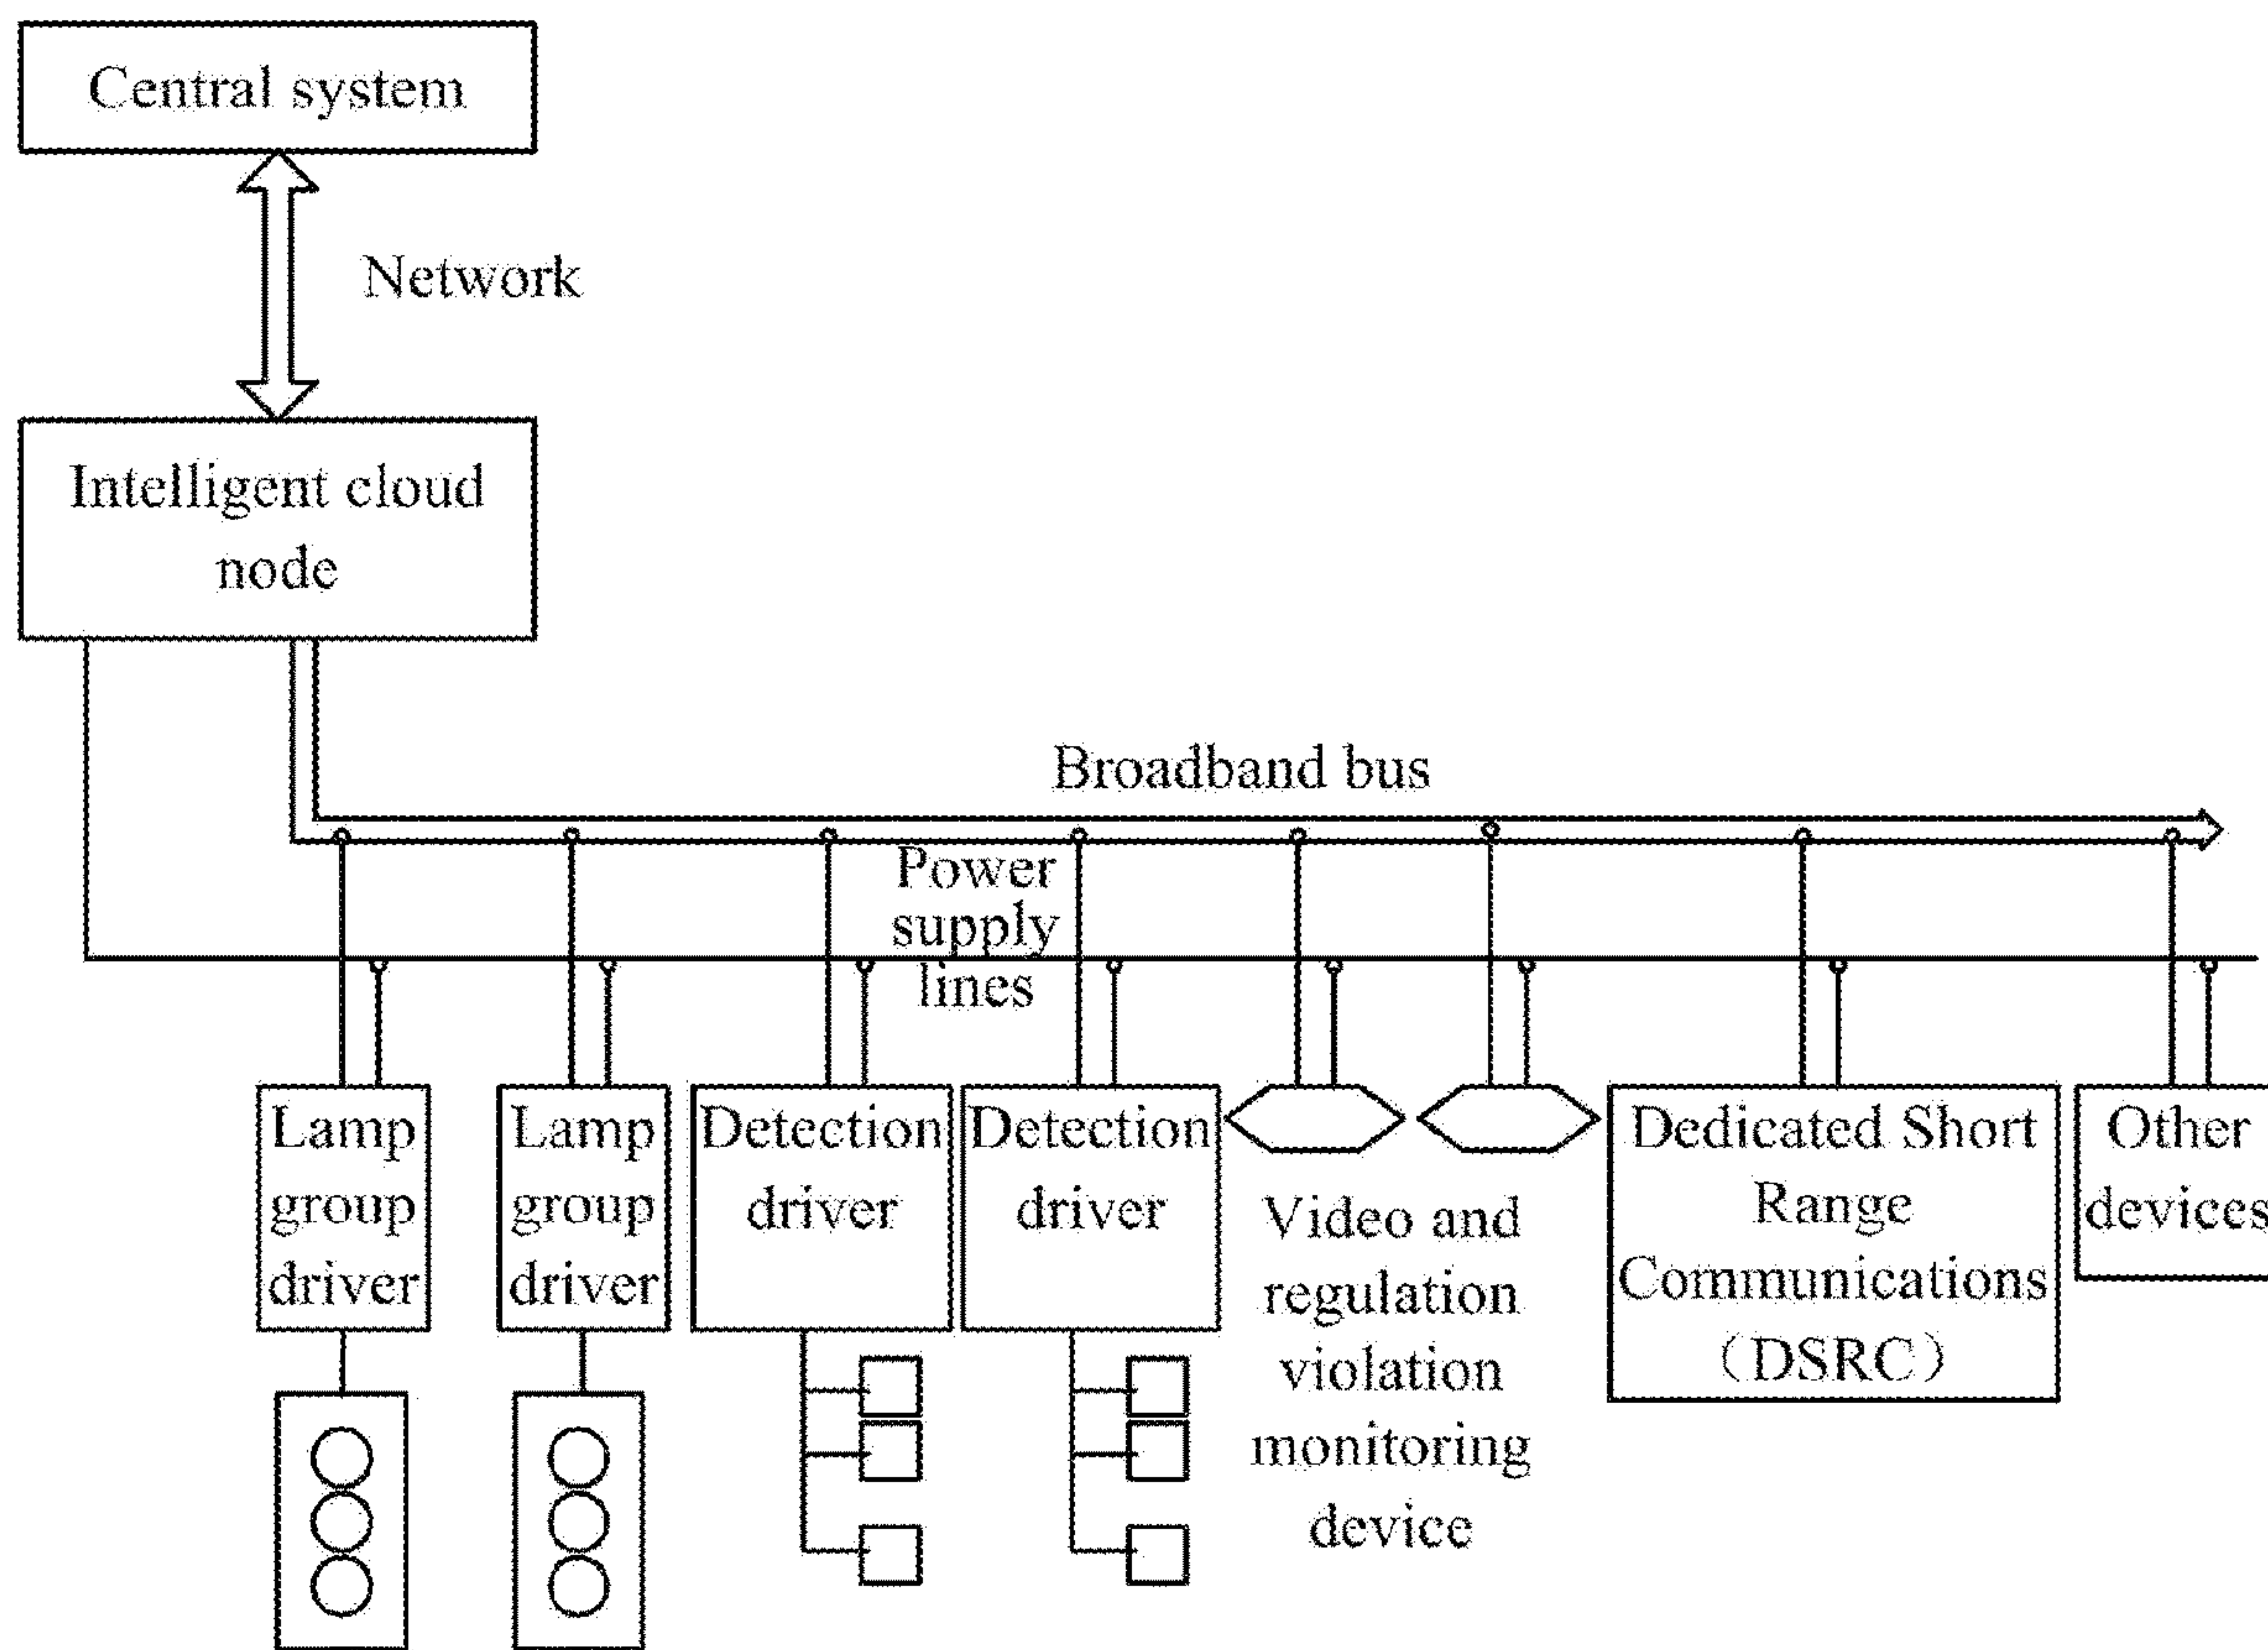 Central system
Network
Intelligent cloud
node
Broadband bus
Power
supply
lines
Lamp
group
driver
Lamp
group
driver
Detection
driver
Detection
driver
Video and
regulation
violation
monitoring
device
Dedicated Short
Range
Communications
（DSRC）
Other
devices